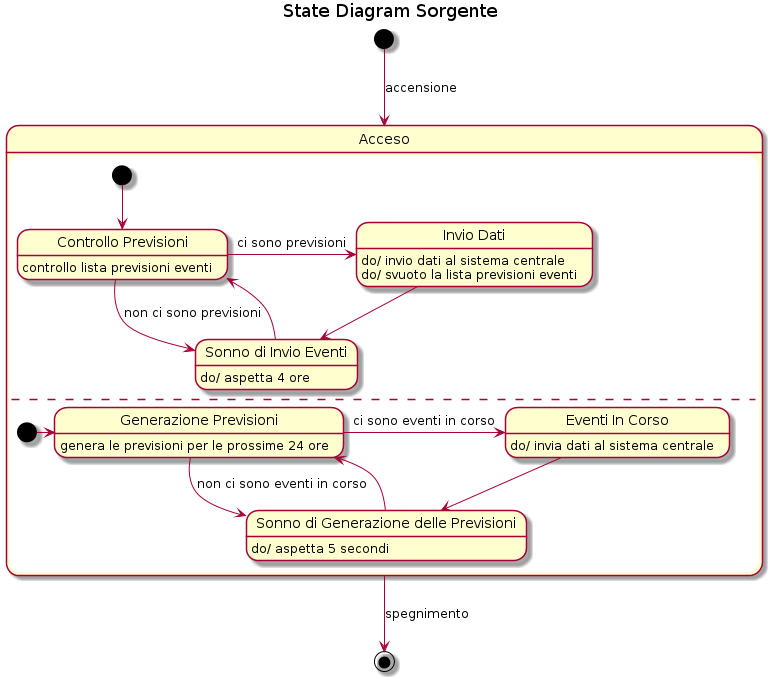 State Diagram Sorgente
accensione
Acceso
Controllo Previsioni
controllo lista previsioni eventi
ci sono previsioni
Invio Dati
do/ invio dati al sistema centrale
do/ svuoto la lista previsioni eventi
non ci sono previsioni
Sonno di Invio Eventi
do/ aspetta 4 ore
Generazione Previsioni
genera le previsioni per le prossime 24 ore
ci sono eventi in corso
Eventi In Corso
do/ invia dati al sistema centrale
non ci sono eventi in corso
Sonno di Generazione delle Previsioni
do/ aspetta 5 secondi
spegnimento